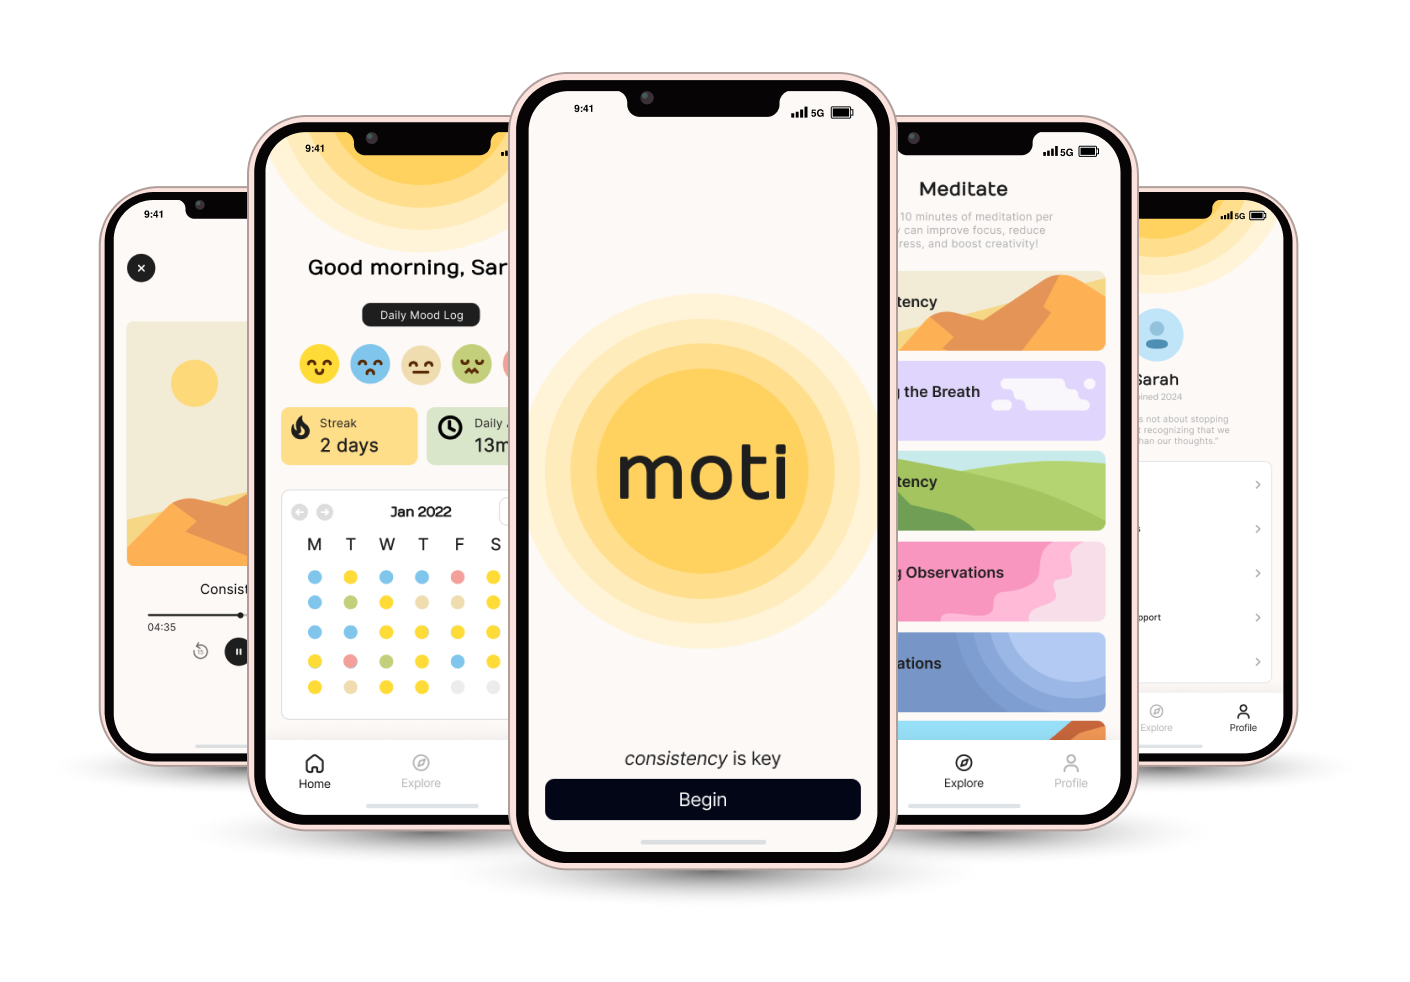 9:41
Consist
04:35
15
9:41
Good morning, Sar
Daily Mood Log
Streak
2 days
Daily
13m
Jan 2022
M T W T F S
Home
Explore
9:41
5G
moti
consistency is key
Begin
5G
Meditate
10 minutes of meditation per
can improve focus, reduce
ress, and boost creativity!
tency
the Breath
tency
g Observations
ations
Explore
Profile
5G
Sarah
ined 2024
s not about stopping
t recognizing that we
han our thoughts."
s
pport
Explore
Profile